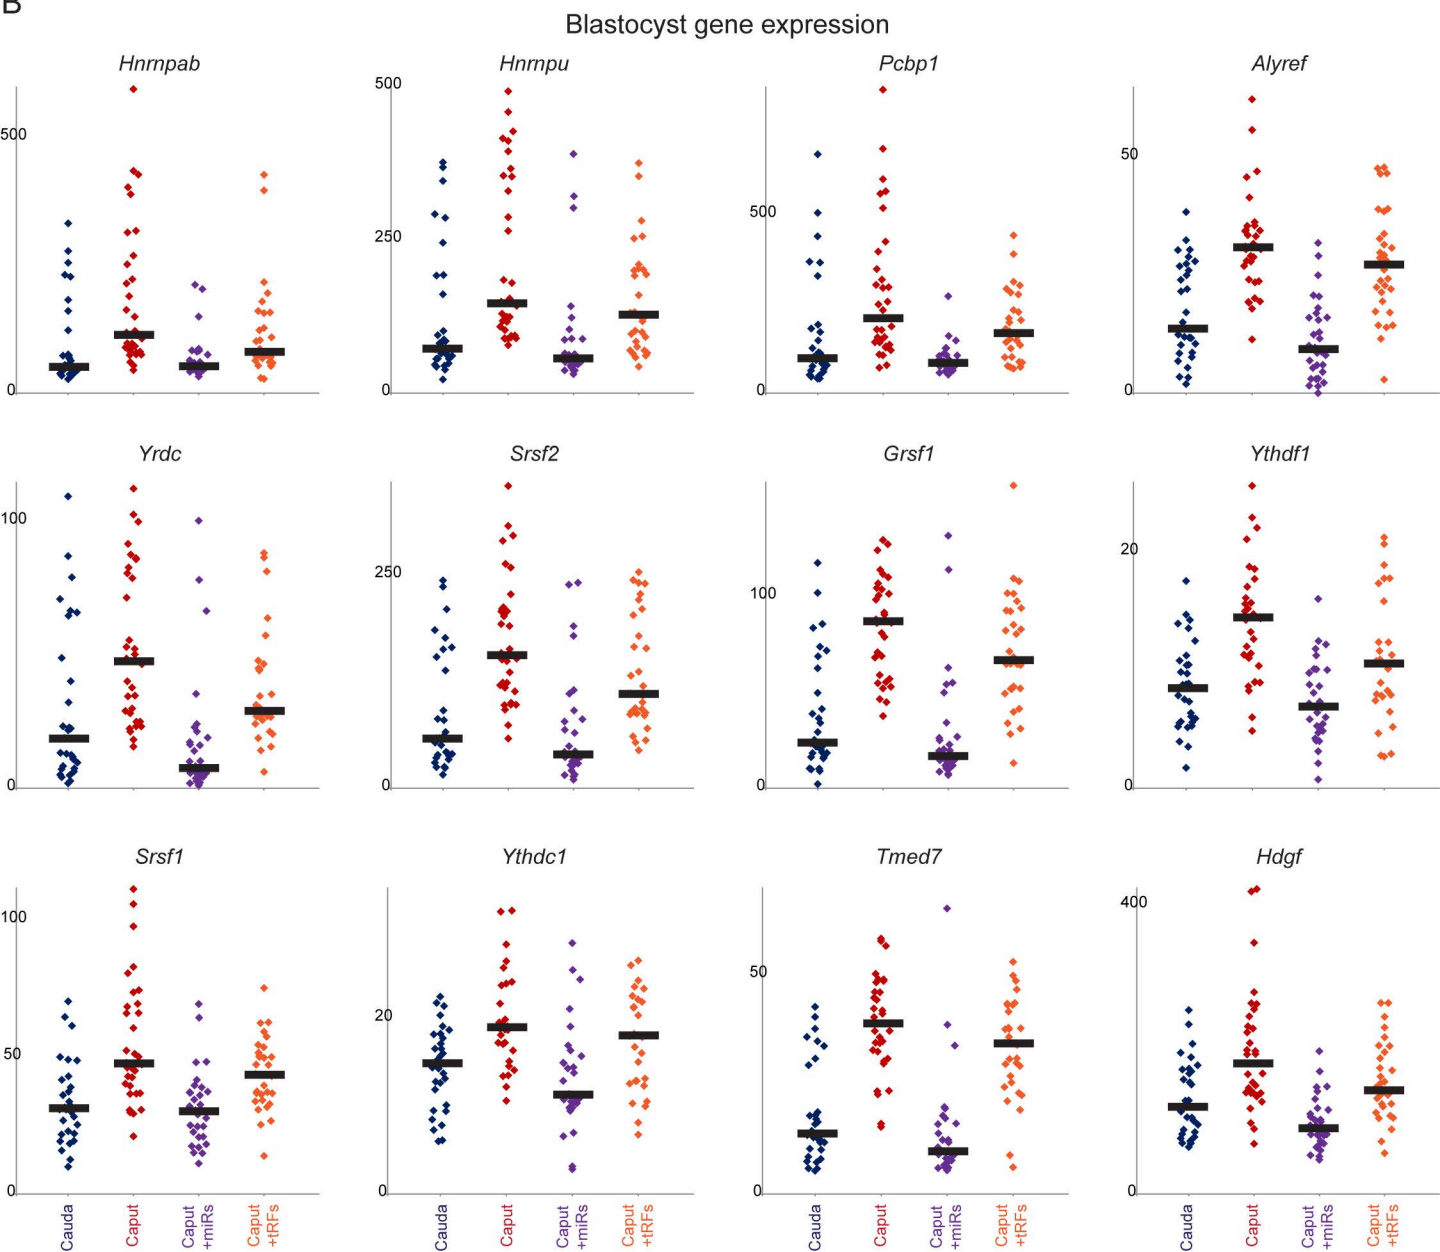 B
Blastocyst gene expression
Hnrnpab
Hnrnpu
Pcbp1
Alyref
500
0
500
250
0
500
0
50
0
Yrdc
Srsf2
Grsf1
Ythdf1
100
0
250
0
100
0
20
0
Srsf1
Ythdc1
Tmed7
Hdgf
100
50
0
20
0
50
0
400
0
Cauda
Caput
Caput
+miRs
Caput
+tRFs
Cauda
Caput
Caput
+miRs
Caput
+tRFs
Cauda
Caput
Caput
+miRs
Caput
+tRFs
Cauda
Caput
Caput
+miRs
Caput
+tRFs